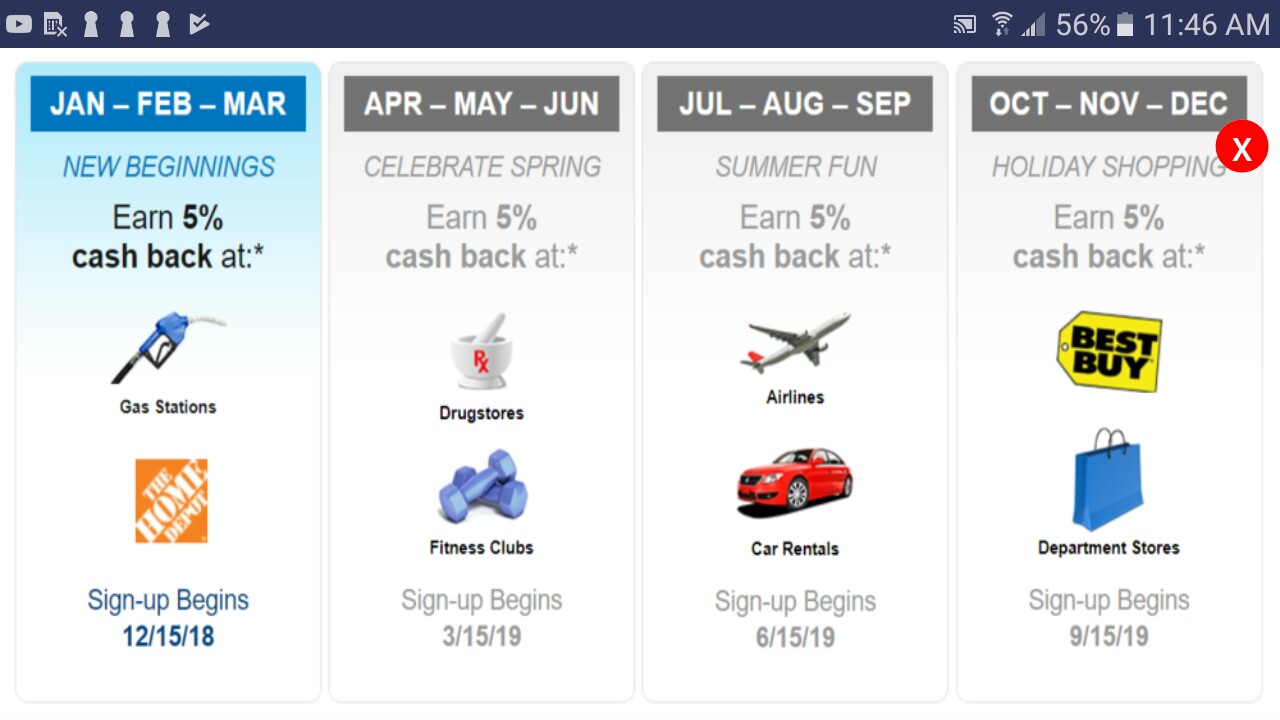 56% 11:46 AM
JAN – FEB – MAR
NEW BEGINNINGS
Earn 5%
cash back at:*
Gas Stations
THE
HOME
DEPOT
Sign-up Begins
12/15/18
APR – MAY – JUN
CELEBRATE SPRING
Earn 5%
cash back at:*
Rx
Drugstores
Fitness Clubs
Sign-up Begins
3/15/19
JUL – AUG – SEP
SUMMER FUN
Earn 5%
cash back at:*
Airlines
Car Rentals
Sign-up Begins
6/15/19
OCT – NOV – DEC
X
HOLIDAY SHOPPING
Earn 5%
cash back at:*
BEST
BUY
Department Stores
Sign-up Begins
9/15/19